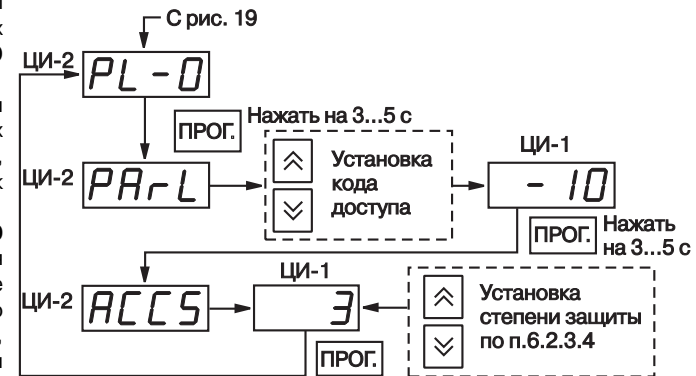 С рис. 19
ЦИ-2
PL-0
ПРОГ.
Нажать на 3...5 с
ЦИ-2
PArL
Установка
кода
доступа
ЦИ-1
-10
ПРОГ.
Нажать
на 3...5 с
ЦИ-2
ACCS
ЦИ-1
3
Установка
степени защиты
по п.6.2.3.4
ПРОГ.